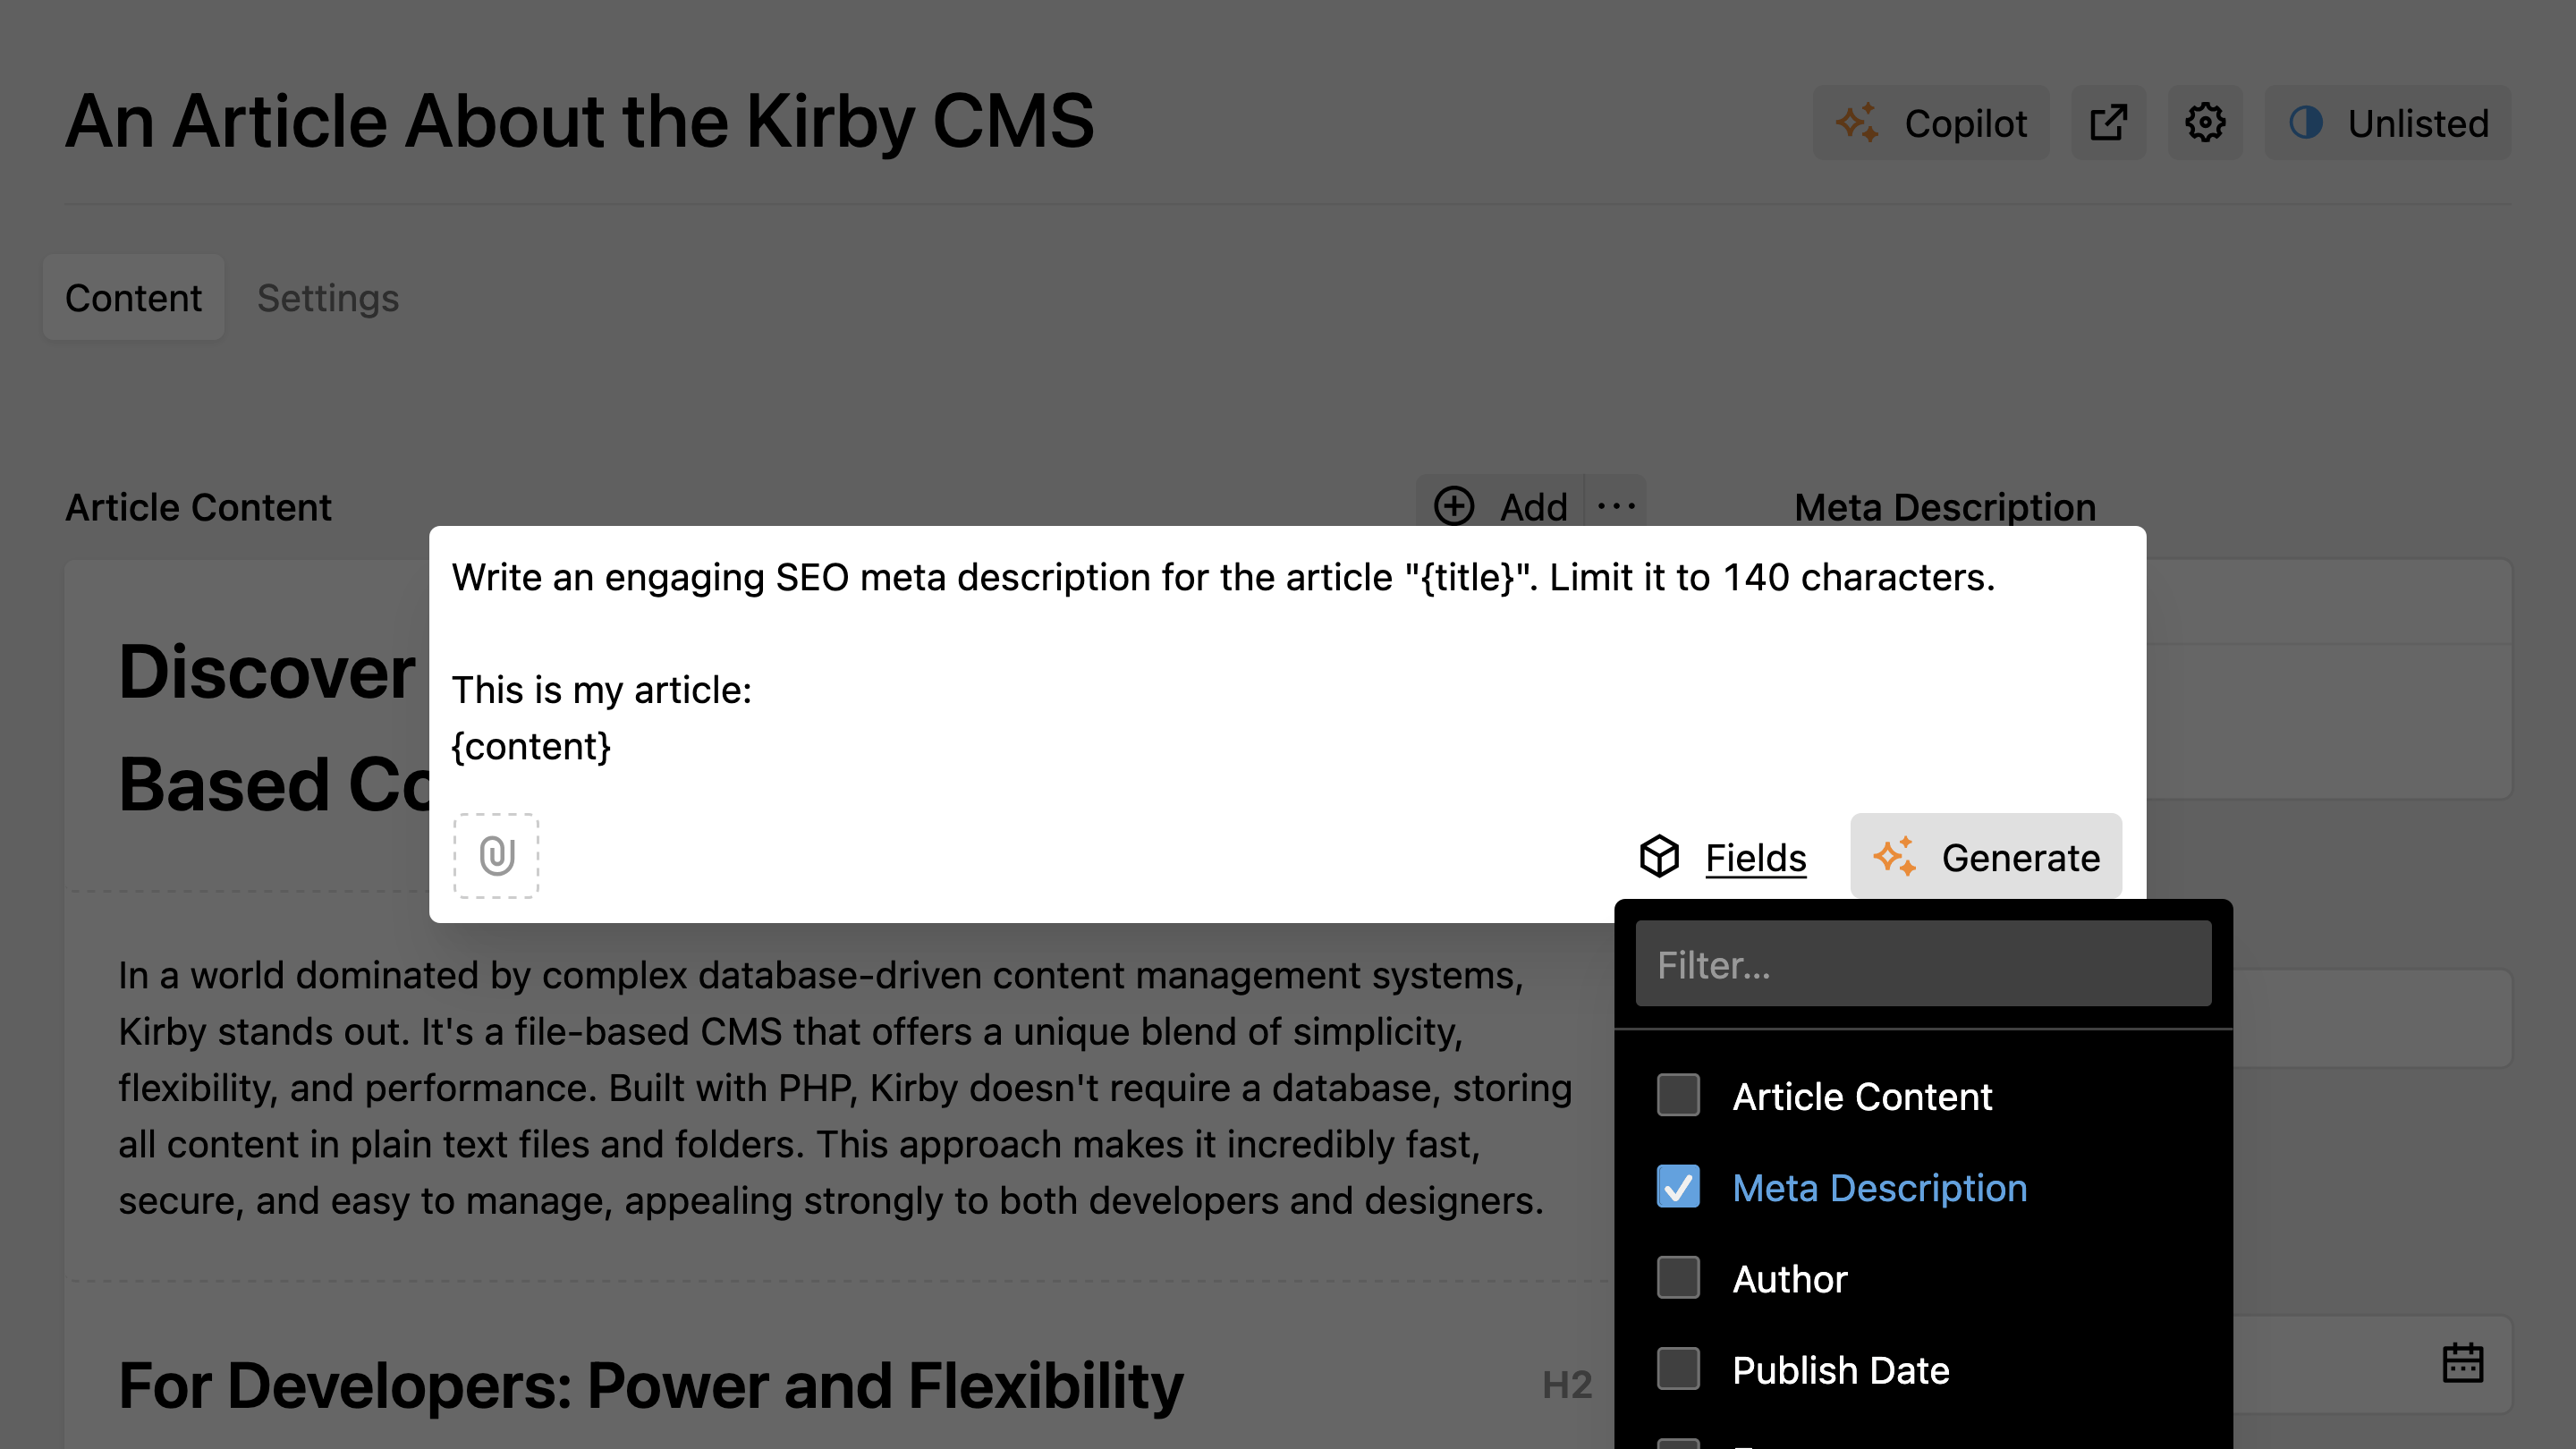 An Article About the Kirby CMS
Copilot
Unlisted
Content
Settings
Article Content
Add
Meta Description
Write an engaging SEO meta description for the article "{title}". Limit it to 140 characters.
This is my article:
{content}
Fields
Generate
Discover
Based
Filter...
Article Content
Meta Description
Author
Publish Date
In a world dominated by complex database-driven content management systems,
Kirby stands out. It's a file-based CMS that offers a unique blend of simplicity,
flexibility, and performance. Built with PHP, Kirby doesn't require a database, storing
all content in plain text files and folders. This approach makes it incredibly fast,
secure, and easy to manage, appealing strongly to both developers and designers.
For Developers: Power and Flexibility
H2